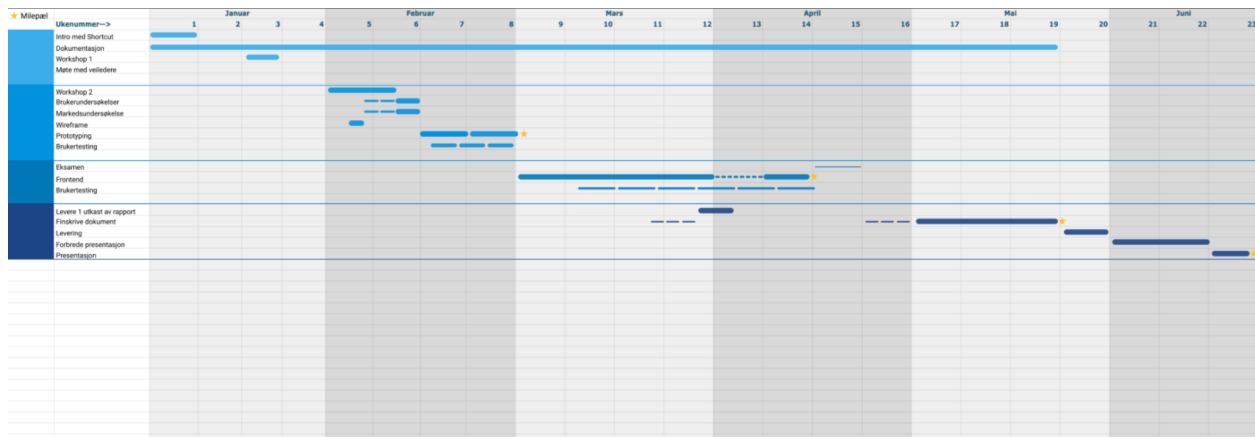 ★ Milepæl
Januar Februar Mars April Mai Juni
Ukenummer--> 1 2 3 4 5 6 7 8 9 10 11 12 13 14 15 16 17 18 19 20 21 22 23
Intro med Shortcut
Dokumentasjon
Workshop 1
Møte med veiledere
Workshop 2
Brukerundersøkelser
Markedsundersøkelse
Wireframe
Prototyping
Brukertesting
Eksamen
Frontend
Brukertesting
Levere 1 utkast av rapport
Finskrive dokument
Levering
Forbrede presentasjon
Presentasjon